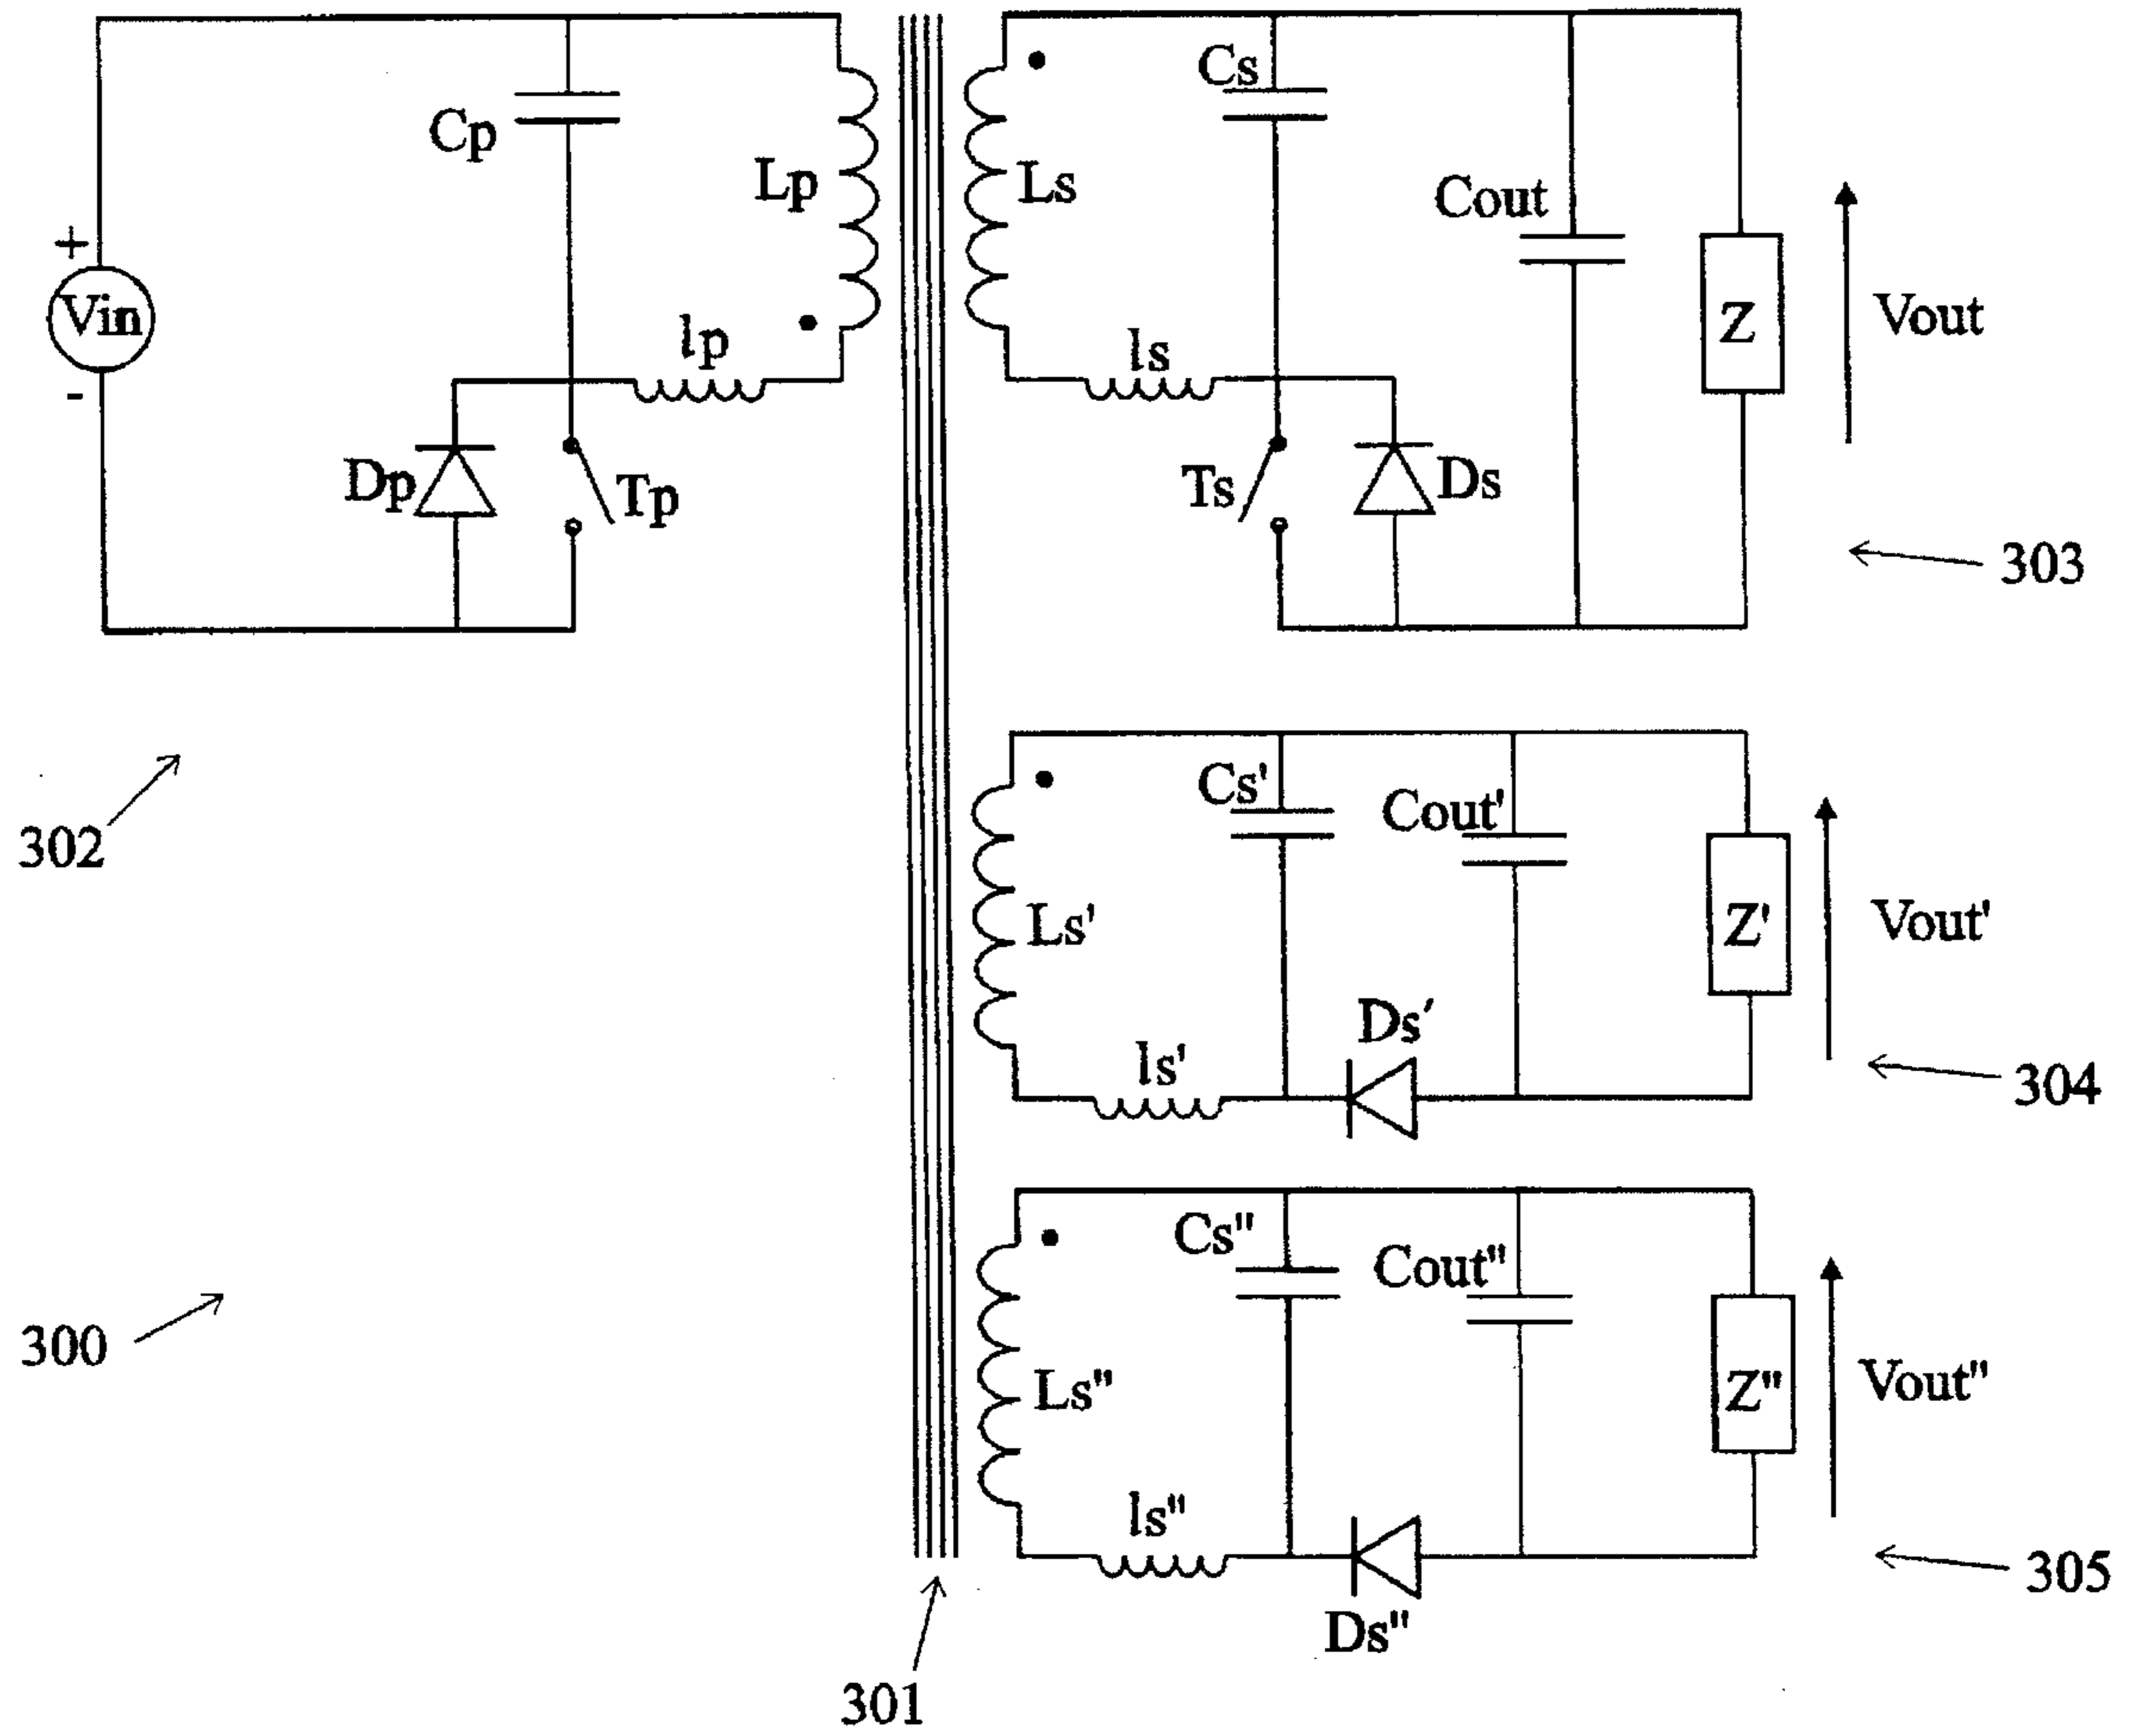 Cp
Lp
+
Vin
-
lp
Dp
Tp
302
300
301
Cs
Ls
Cout
ls
Z
Vout
Ts
Ds
303
Cs'
Cout'
Ls'
Z'
Vout'
Ds'
ls'
304
Cs"
Cout"
Ls"
Z"
Vout"
ls"
Ds"
305